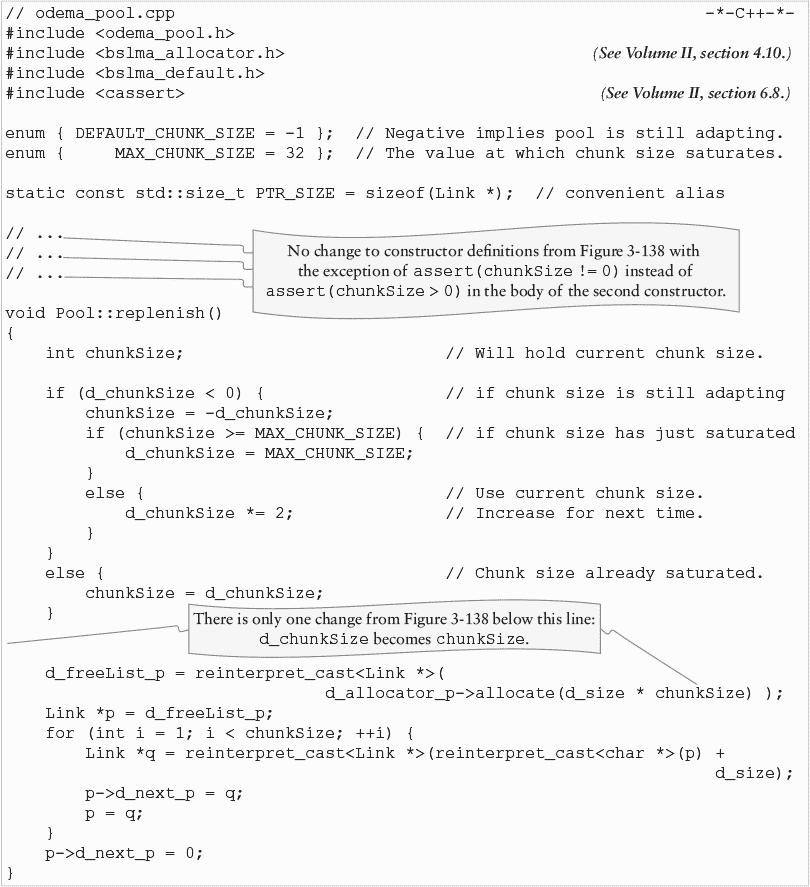 // odema_pool.cpp -*-C++-*-
#include <odema_pool.h>
#include <bslma_allocator.h> (See Volume II, section 4.10.)
#include <bslma_default.h>
#include <cassert> (See Volume II, section 6.8.)
enum { DEFAULT_CHUNK_SIZE = -1 }; // Negative implies pool is still adapting.
enum { MAX_CHUNK_SIZE = 32 }; // The value at which chunk size saturates.
static const std::size_t PTR_SIZE = sizeof(Link *); // convenient alias
// ...
// ...
// ...
No change to constructor definitions from Figure 3-138 with
the exception of assert(chunkSize != 0) instead of
assert(chunkSize > 0) in the body of the second constructor.
void Pool::replenish()
{
int chunkSize; // Will hold current chunk size.
if (d_chunkSize < 0) { // if chunk size is still adapting
chunkSize = -d_chunkSize;
if (chunkSize >= MAX_CHUNK_SIZE) { // if chunk size has just saturated
d_chunkSize = MAX_CHUNK_SIZE;
}
else { // Use current chunk size.
d_chunkSize *= 2; // Increase for next time.
}
}
else { // Chunk size already saturated.
chunkSize = d_chunkSize;
}
There is only one change from Figure 3-138 below this line:
d_chunkSize becomes chunkSize.
d_freeList_p = reinterpret_cast<Link *>(
d_allocator_p->allocate(d_size * chunkSize) );
Link *p = d_freeList_p;
for (int i = 1; i < chunkSize; ++i) {
Link *q = reinterpret_cast<Link *>(reinterpret_cast<char *>(p) +
d_size);
p->d_next_p = q;
p = q;
}
p->d_next_p = 0;
}